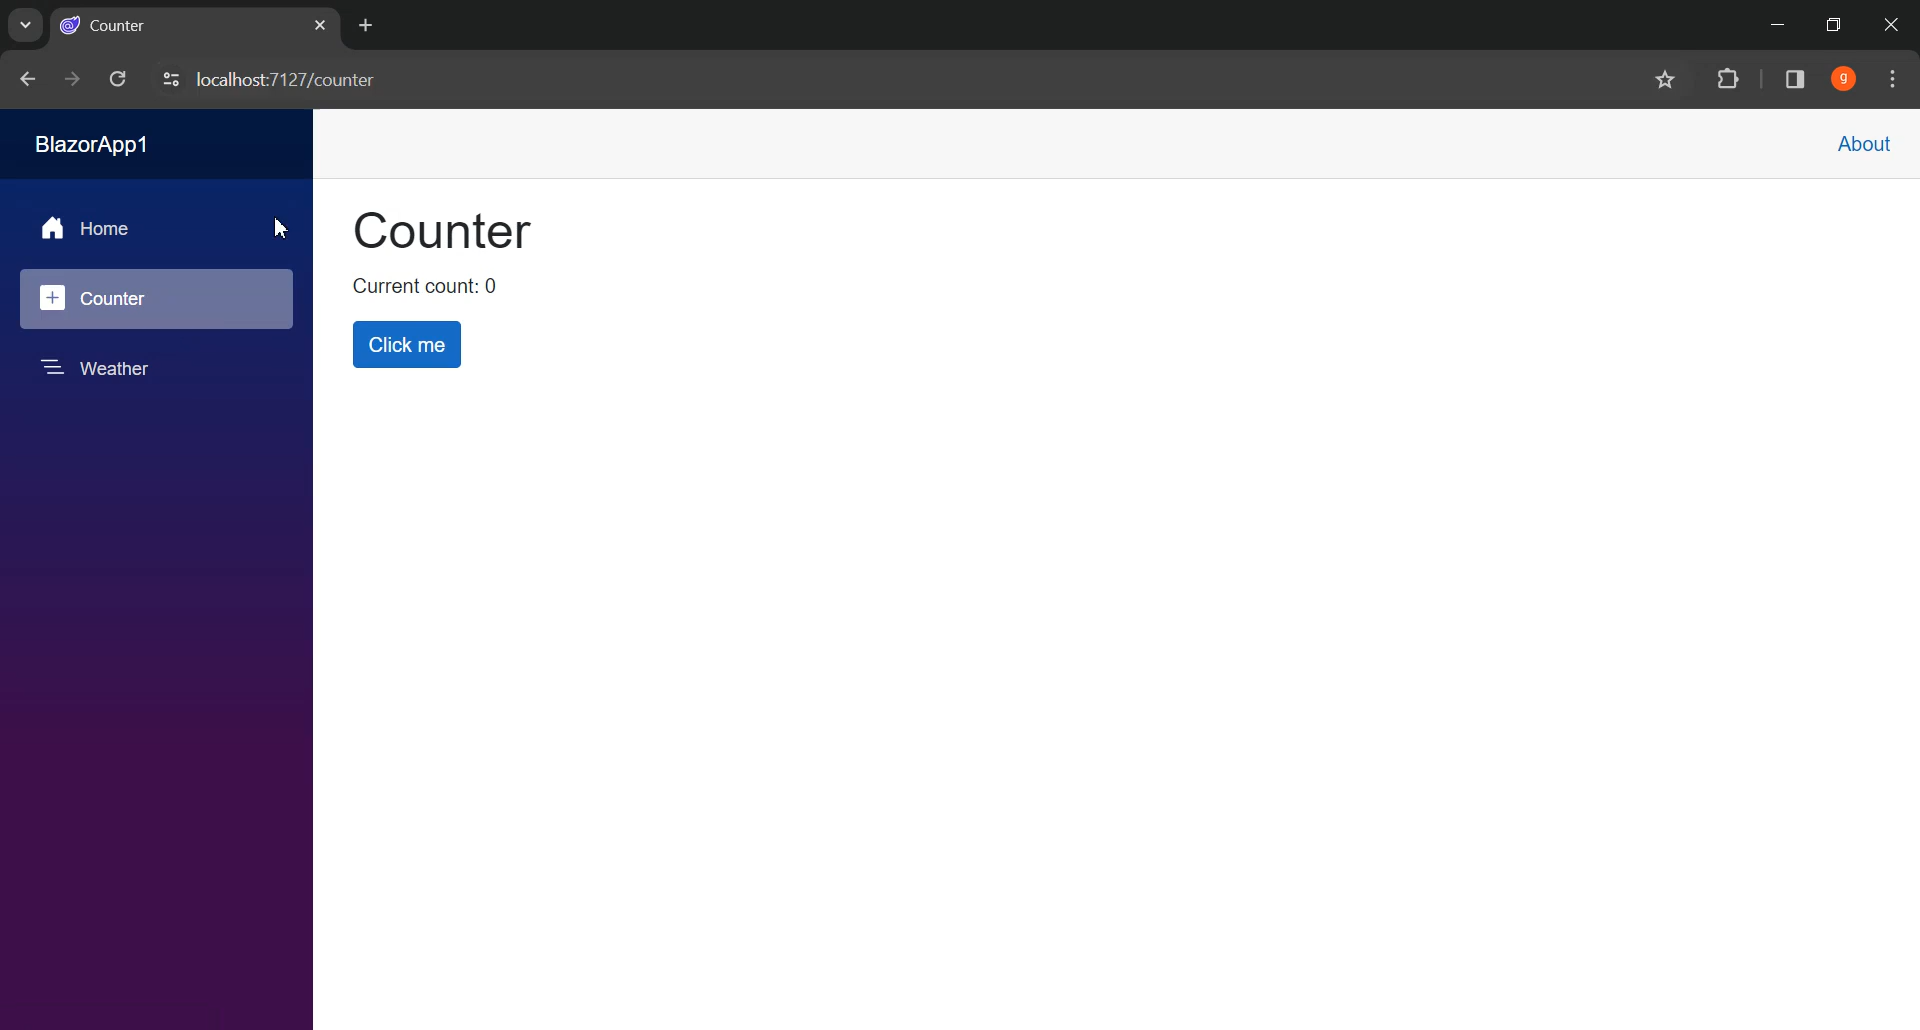 Counter
localhost:7127/counter
g
BlazorApp1
About
Home
Counter
Weather
Counter
Current count: 0
Click me